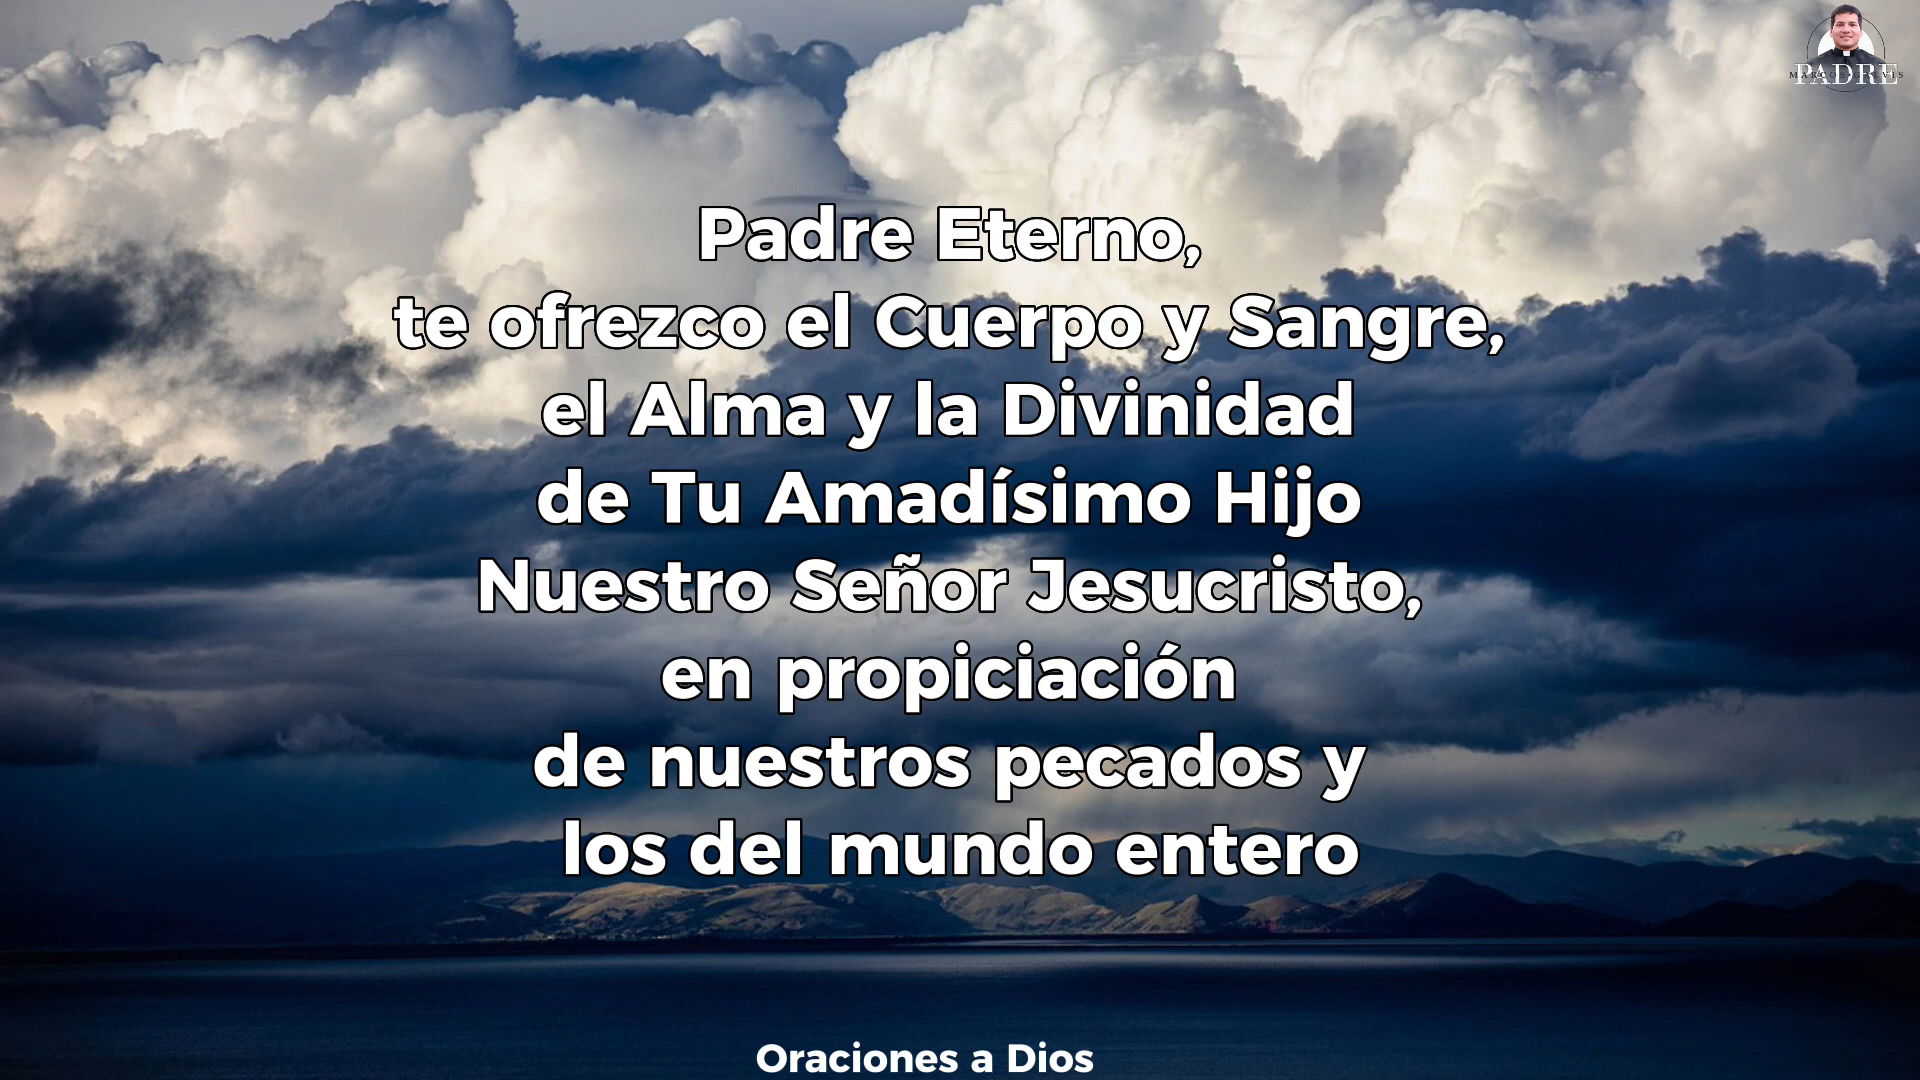 PADRE
Padre Eterno,
te ofrezco el Cuerpo y Sangre,
el Alma y la Divinidad
de Tu Amadísimo Hijo
Nuestro Señor Jesucristo,
en propiciación
de nuestros pecados y
los del mundo entero
Oraciones a Dios